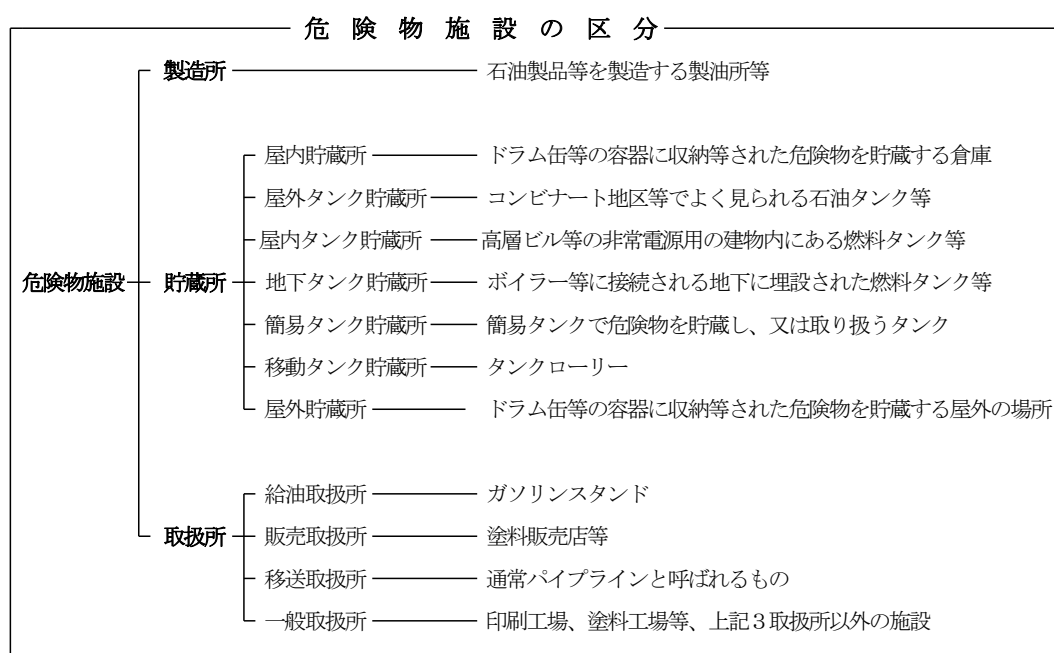 危険物施設の区分
製造所 石油製品等を製造する製油所等
屋内貯蔵所 ドラム缶等の容器に収納等された危険物を貯蔵する倉庫
屋外タンク貯蔵所 コンビナート地区等でよく見られる石油タンク等
屋内タンク貯蔵所 高層ビル等の非常電源用の建物内にある燃料タンク等
危険物施設 貯蔵所 地下タンク貯蔵所 ボイラー等に接続される地下に埋設された燃料タンク等
簡易タンク貯蔵所 簡易タンクで危険物を貯蔵し、又は取り扱うタンク
移動タンク貯蔵所 タンクローリー
屋外貯蔵所 ドラム缶等の容器に収納等された危険物を貯蔵する屋外の場所
給油取扱所 ガソリンスタンド
取扱所 販売取扱所 塗料販売店等
移送取扱所 通常パイプラインと呼ばれるもの
一般取扱所 印刷工場、塗料工場等、上記3取扱所以外の施設